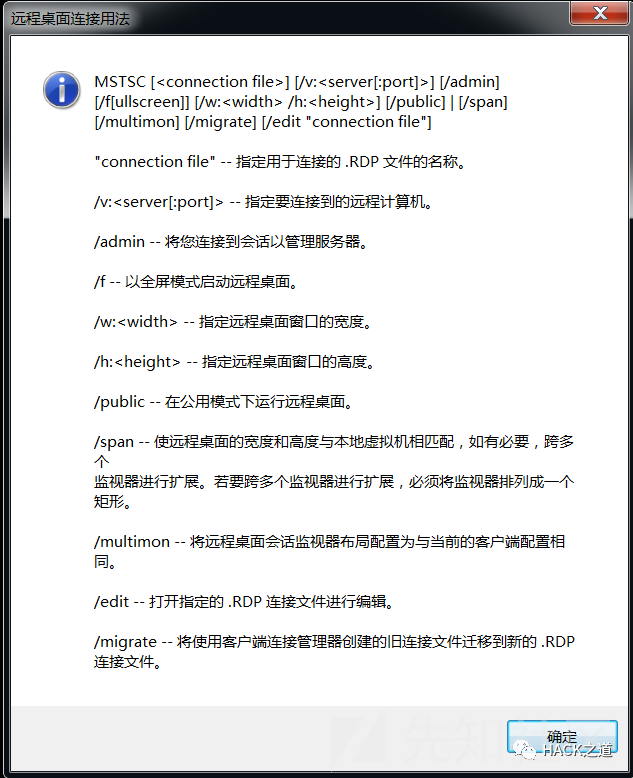 远程桌面连接用法
MSTSC [<connection file>] [/v:<server[:port]>] [/admin]
[/f[ullscreen]] [/w:<width> /h:<height>] [/public] | [/span]
[/multimon] [/migrate] [/edit "connection file"]
"connection file" -- 指定用于连接的 .RDP 文件的名称。
/v:<server[:port]> -- 指定要连接到的远程计算机。
/admin -- 将您连接到会话以管理服务器。
/f -- 以全屏模式启动远程桌面。
/w:<width> -- 指定远程桌面窗口的宽度。
/h:<height> -- 指定远程桌面窗口的高度。
/public -- 在公用模式下运行远程桌面。
/span -- 使远程桌面的宽度和高度与本地虚拟机相匹配，如有必要，跨多
个
监视器进行扩展。若要跨多个监视器进行扩展，必须将监视器排列成一个
矩形。
/multimon -- 将远程桌面会话监视器布局配置为与当前的客户端配置相
同。
/edit -- 打开指定的 .RDP 连接文件进行编辑。
/migrate -- 将使用客户端连接管理器创建的旧连接文件迁移到新的 .RDP
连接文件。
确定
HACK之道
先知